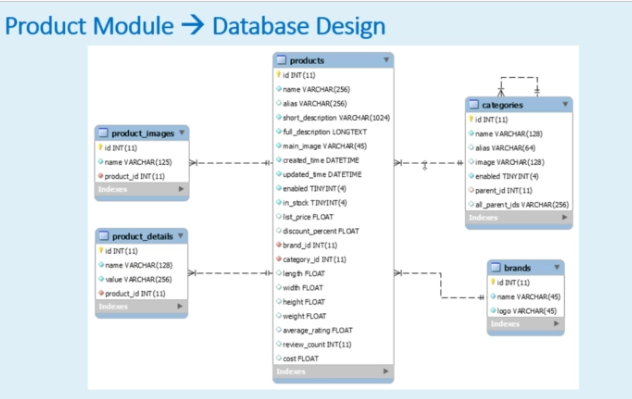 Product Module → Database Design
products
id INT(11)
name VARCHAR(256)
alias VARCHAR(256)
short_description VARCHAR(1024)
full_description LONGTEXT
main_image VARCHAR(45)
created_time DATETIME
updated_time DATETIME
enabled TINYINT(4)
in_stock TINYINT(4)
list_price FLOAT
discount_percent FLOAT
brand_id INT(11)
category_id INT(11)
length FLOAT
width FLOAT
height FLOAT
weight FLOAT
average_rating FLOAT
review_count INT(11)
cost FLOAT
Indexes
product_images
id INT(11)
name VARCHAR(125)
product_id INT(11)
Indexes
product_details
id INT(11)
name VARCHAR(128)
value VARCHAR(256)
product_id INT(11)
Indexes
categories
id INT(11)
name VARCHAR(128)
alias VARCHAR(64)
image VARCHAR(128)
enabled TINYINT(4)
parent_id INT(11)
all_parent_ids VARCHAR(256)
Indexes
brands
id INT(11)
name VARCHAR(45)
logo VARCHAR(45)
Indexes